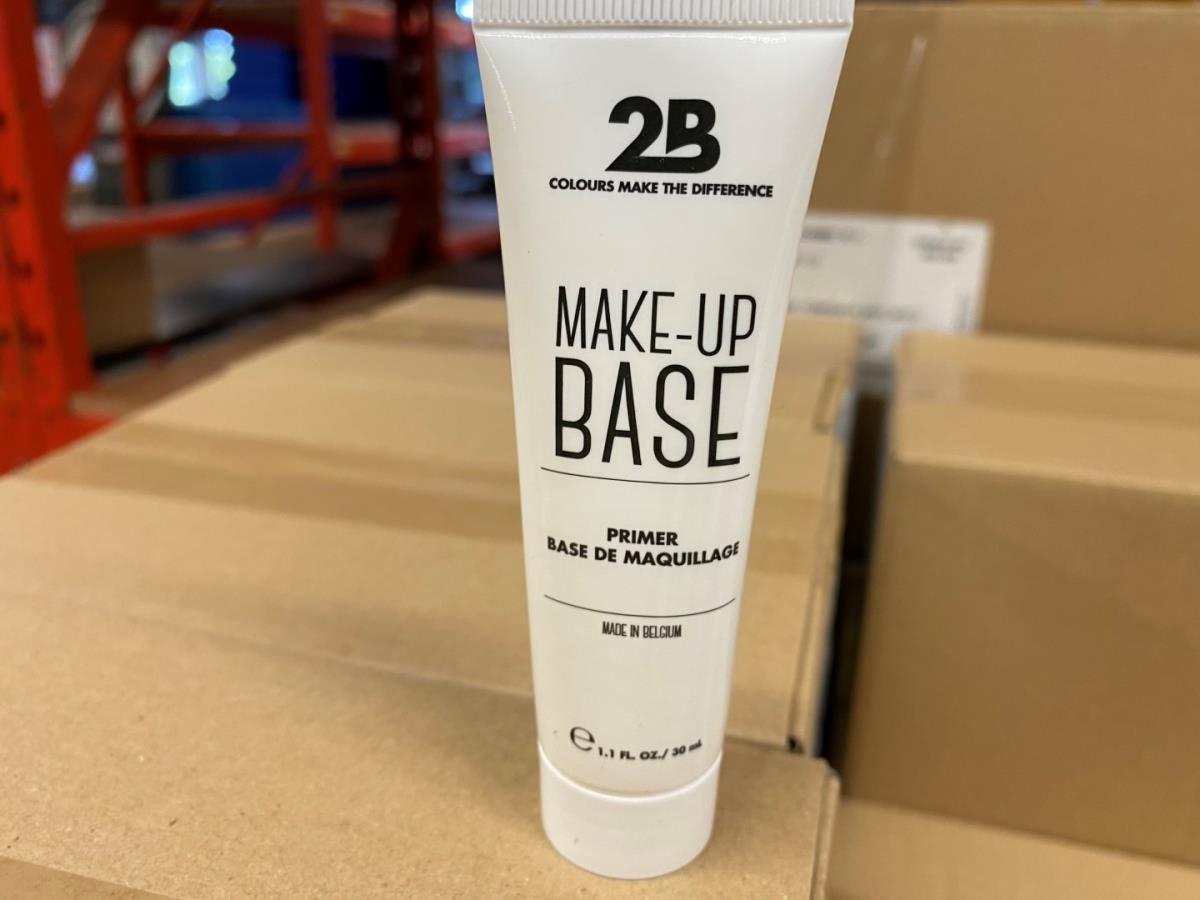 2B
COLOURS MAKE THE DIFFERENCE
MAKE-UP
BASE
PRIMER
BASE DE MAQUILLAGE
MADE IN BELGIUM
e 1.1 FL. OZ./ 30 mL